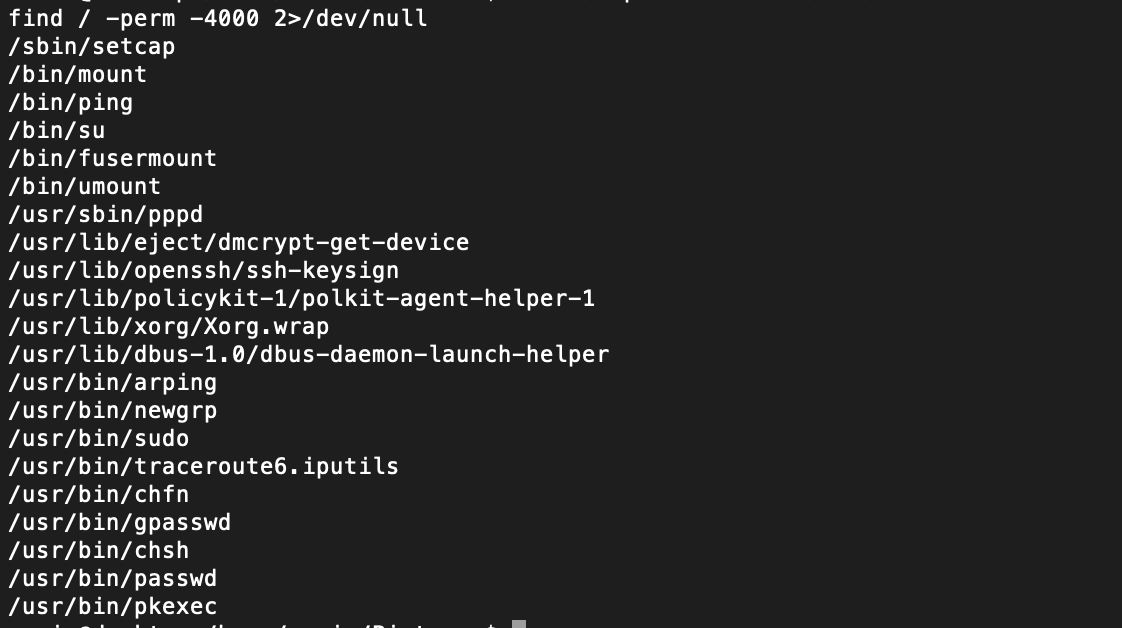 find / -perm -4000 2>/dev/null
/sbin/setcap
/bin/mount
/bin/ping
/bin/su
/bin/fusermount
/bin/umount
/usr/sbin/pppd
/usr/lib/eject/dmcrypt-get-device
/usr/lib/openssh/ssh-keysign
/usr/lib/policykit-1/polkit-agent-helper-1
/usr/lib/xorg/Xorg.wrap
/usr/lib/dbus-1.0/dbus-daemon-launch-helper
/usr/bin/arping
/usr/bin/newgrp
/usr/bin/sudo
/usr/bin/traceroute6.iputils
/usr/bin/chfn
/usr/bin/gpasswd
/usr/bin/chsh
/usr/bin/passwd
/usr/bin/pkexec